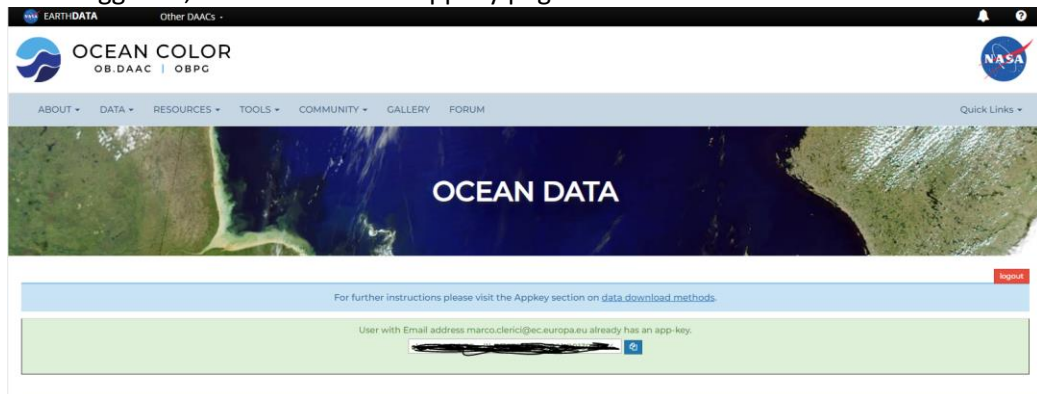 EARTHDATA Other DAACs
OCEAN COLOR
OB.DAAC | OBPG
NASA
ABOUT DATA RESOURCES TOOLS COMMUNITY GALLERY FORUM Quick Links
OCEAN DATA
logout
For further instructions please visit the Appkey section on data download methods.
User with Email address marco.clerici@ec.europa.eu already has an app-key.